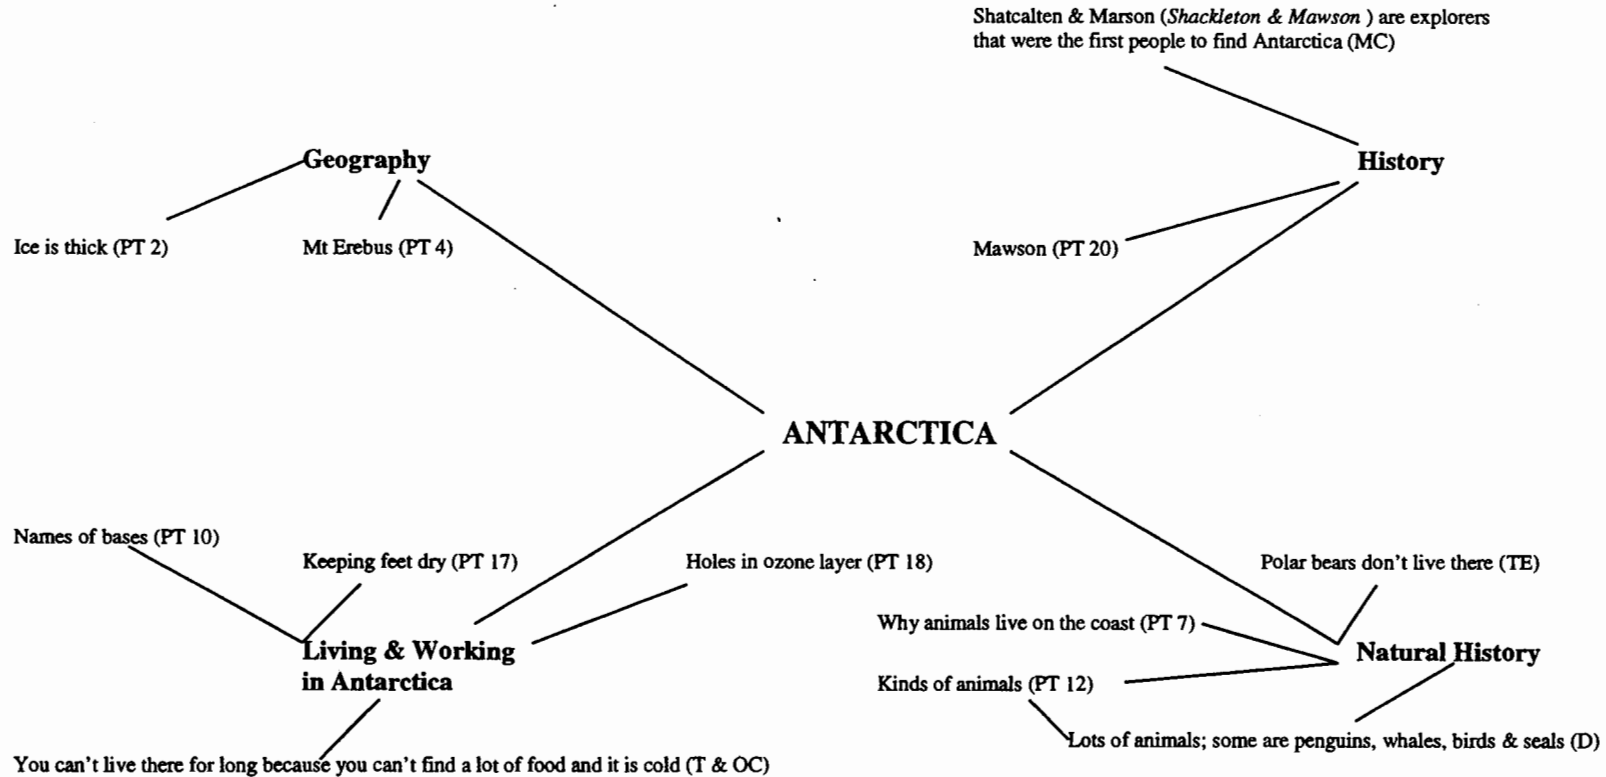 Shatcalten & Marson (Shackleton & Mawson ) are explorers
that were the first people to find Antarctica (MC)
Geography
History
Ice is thick (PT 2)
Mt Erebus (PT 4)
Mawson (PT 20)
ANTARCTICA
Names of bases (PT 10)
Keeping feet dry (PT 17)
Holes in ozone layer (PT 18)
Polar bears don't live there (TE)
Why animals live on the coast (PT 7)
Living & Working
in Antarctica
Natural History
Kinds of animals (PT 12)
Lots of animals; some are penguins, whales, birds & seals (D)
You can't live there for long because you can't find a lot of food and it is cold (T & OC)